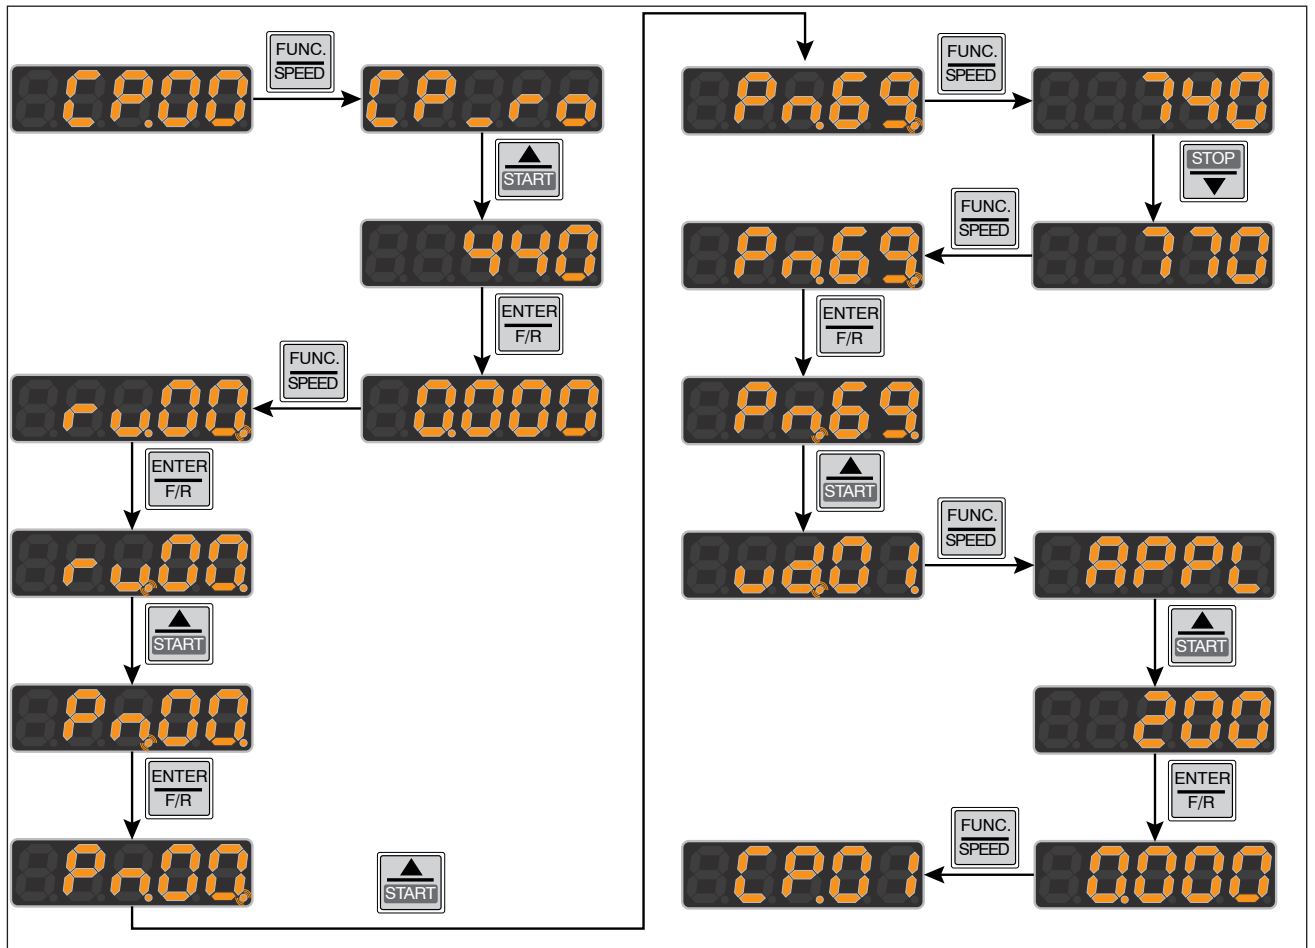 CP.00
FUNC.
SPEED
CP_ro
START
440
ENTER
F/R
0.000
FUNC.
SPEED
ru.00.
ENTER
F/R
ru.00.
START
Pn.00.
ENTER
F/R
Pn.00.
START
Pn.69.
FUNC.
SPEED
740
STOP
770
FUNC.
SPEED
Pn.69.
ENTER
F/R
Pn.69.
START
ud.01.
FUNC.
SPEED
APPL
START
200
ENTER
F/R
0.000
FUNC.
SPEED
CP.01